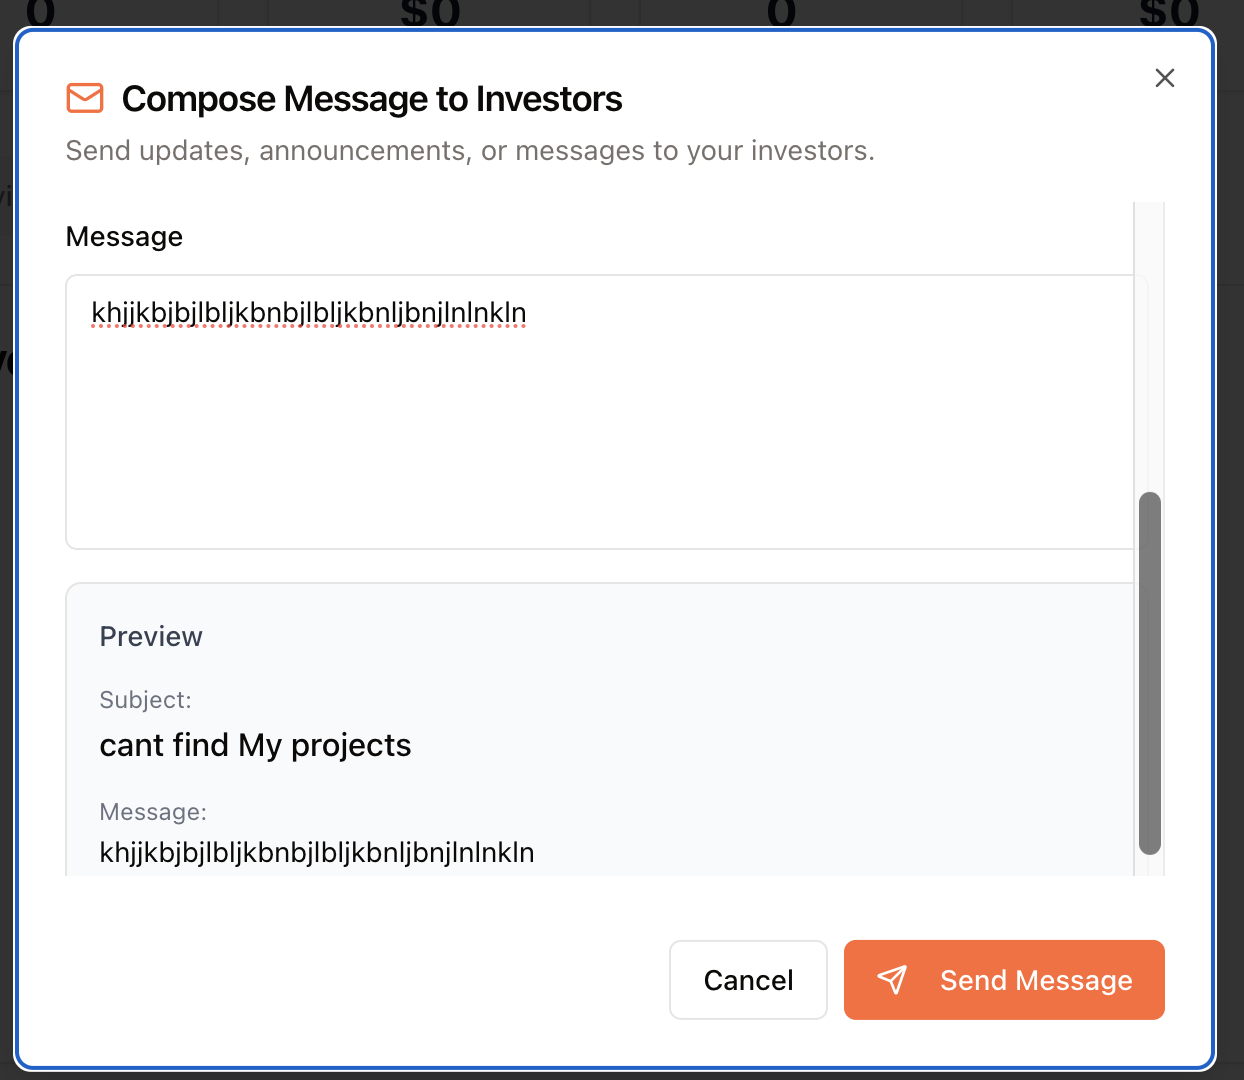 0 $0 0 $0
Compose Message to Investors
Send updates, announcements, or messages to your investors.
Message
khjjkbjbjlbljkbnbjlbljkbnljbnjlnlnkln
Preview
Subject:
cant find My projects
Message:
khjjkbjbjlbljkbnbjlbljkbnljbnjlnlnkln
Cancel
Send Message